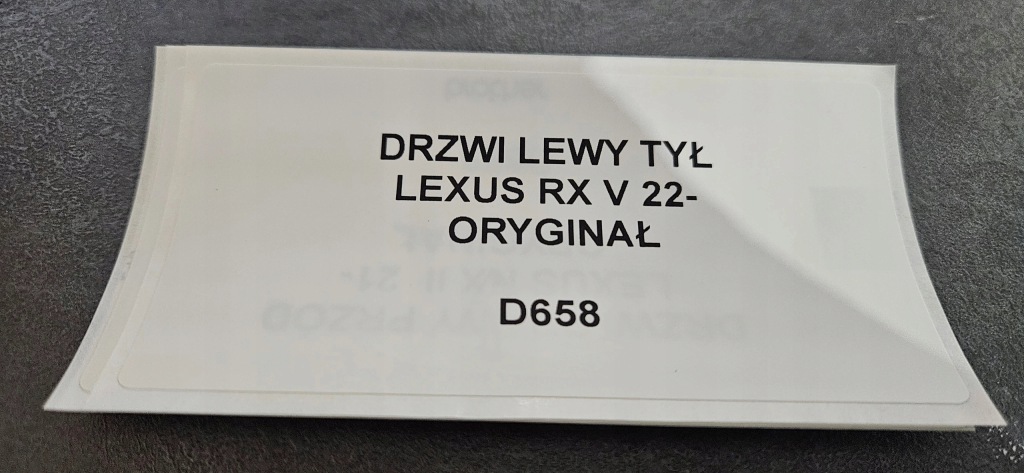 DRZWI LEWY TYŁ
LEXUS RX V 22-
ORYGINAŁ
D658